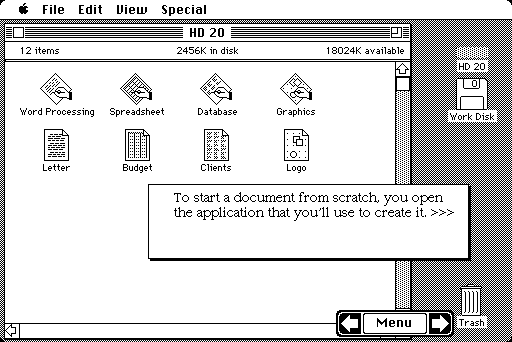 File Edit View Special
HD 20
12 items 2456K in disk 18024K available
HD 20
Word Processing Spreadsheet Database Graphics
Work Disk
Letter Budget Clients Logo
To start a document from scratch, you open
the application that you'll use to create it. >>>
Menu
Trash